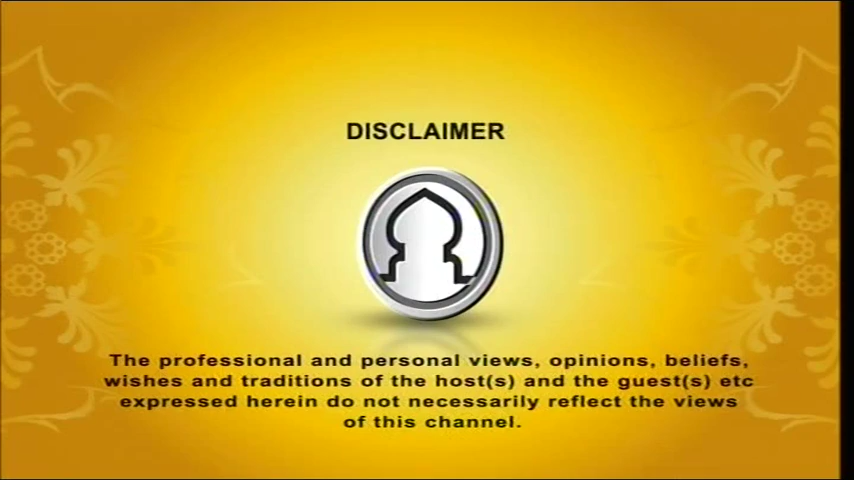 DISCLAIMER
The professional and personal views, opinions, beliefs,
wishes and traditions of the host(s) and the guest(s) etc
expressed herein do not necessarily reflect the views
of this channel.